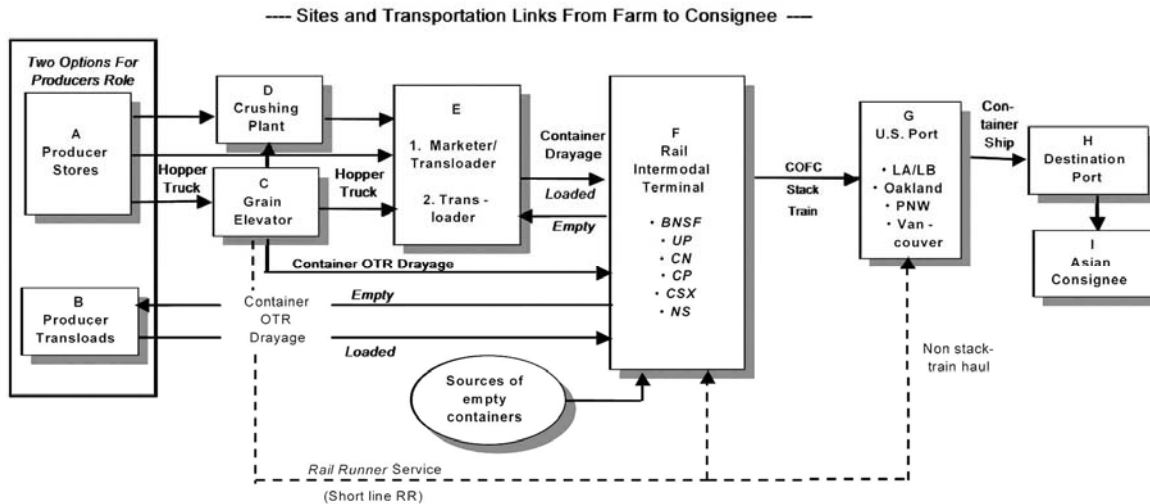 ---- Sites and Transportation Links From Farm to Consignee ----
Two Options For
Producers Role
A
Producer
Stores
Hopper
Truck
B
Producer
Transloads
D
Crushing
Plant
C
Grain
Elevator
Hopper
Truck
E
1. Marketer/
Transloader
2. Trans -
loader
Container
Drayage
Loaded
Empty
Container OTR Drayage
Empty
Container
OTR
Drayage
Loaded
F
Rail
Intermodal
Terminal
• BNSF
• UP
• CN
• CP
• CSX
• NS
Sources of
empty
containers
COFC
Stack
Train
G
U.S. Port
• LA/LB
• Oakland
• PNW
• Van -
couver
Con-
tainer
Ship
H
Destination
Port
I
Asian
Consignee
Non stack-
train haul
Rail Runner Service
(Short line RR)